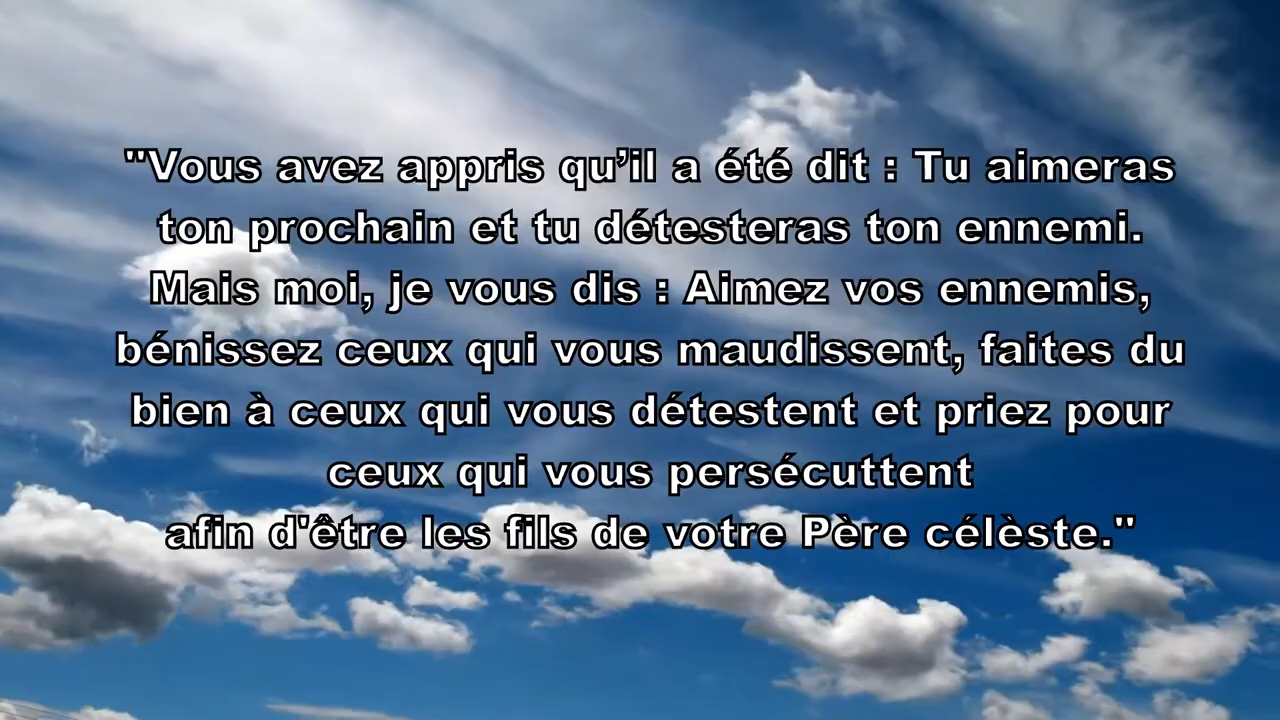 "Vous avez appris qu’il a été dit : Tu aimeras
ton prochain et tu détesteras ton ennemi.
Mais moi, je vous dis : Aimez vos ennemis,
bénissez ceux qui vous maudissent, faites du
bien à ceux qui vous détestent et priez pour
ceux qui vous persécuttent
afin d'être les fils de votre Père célèste."